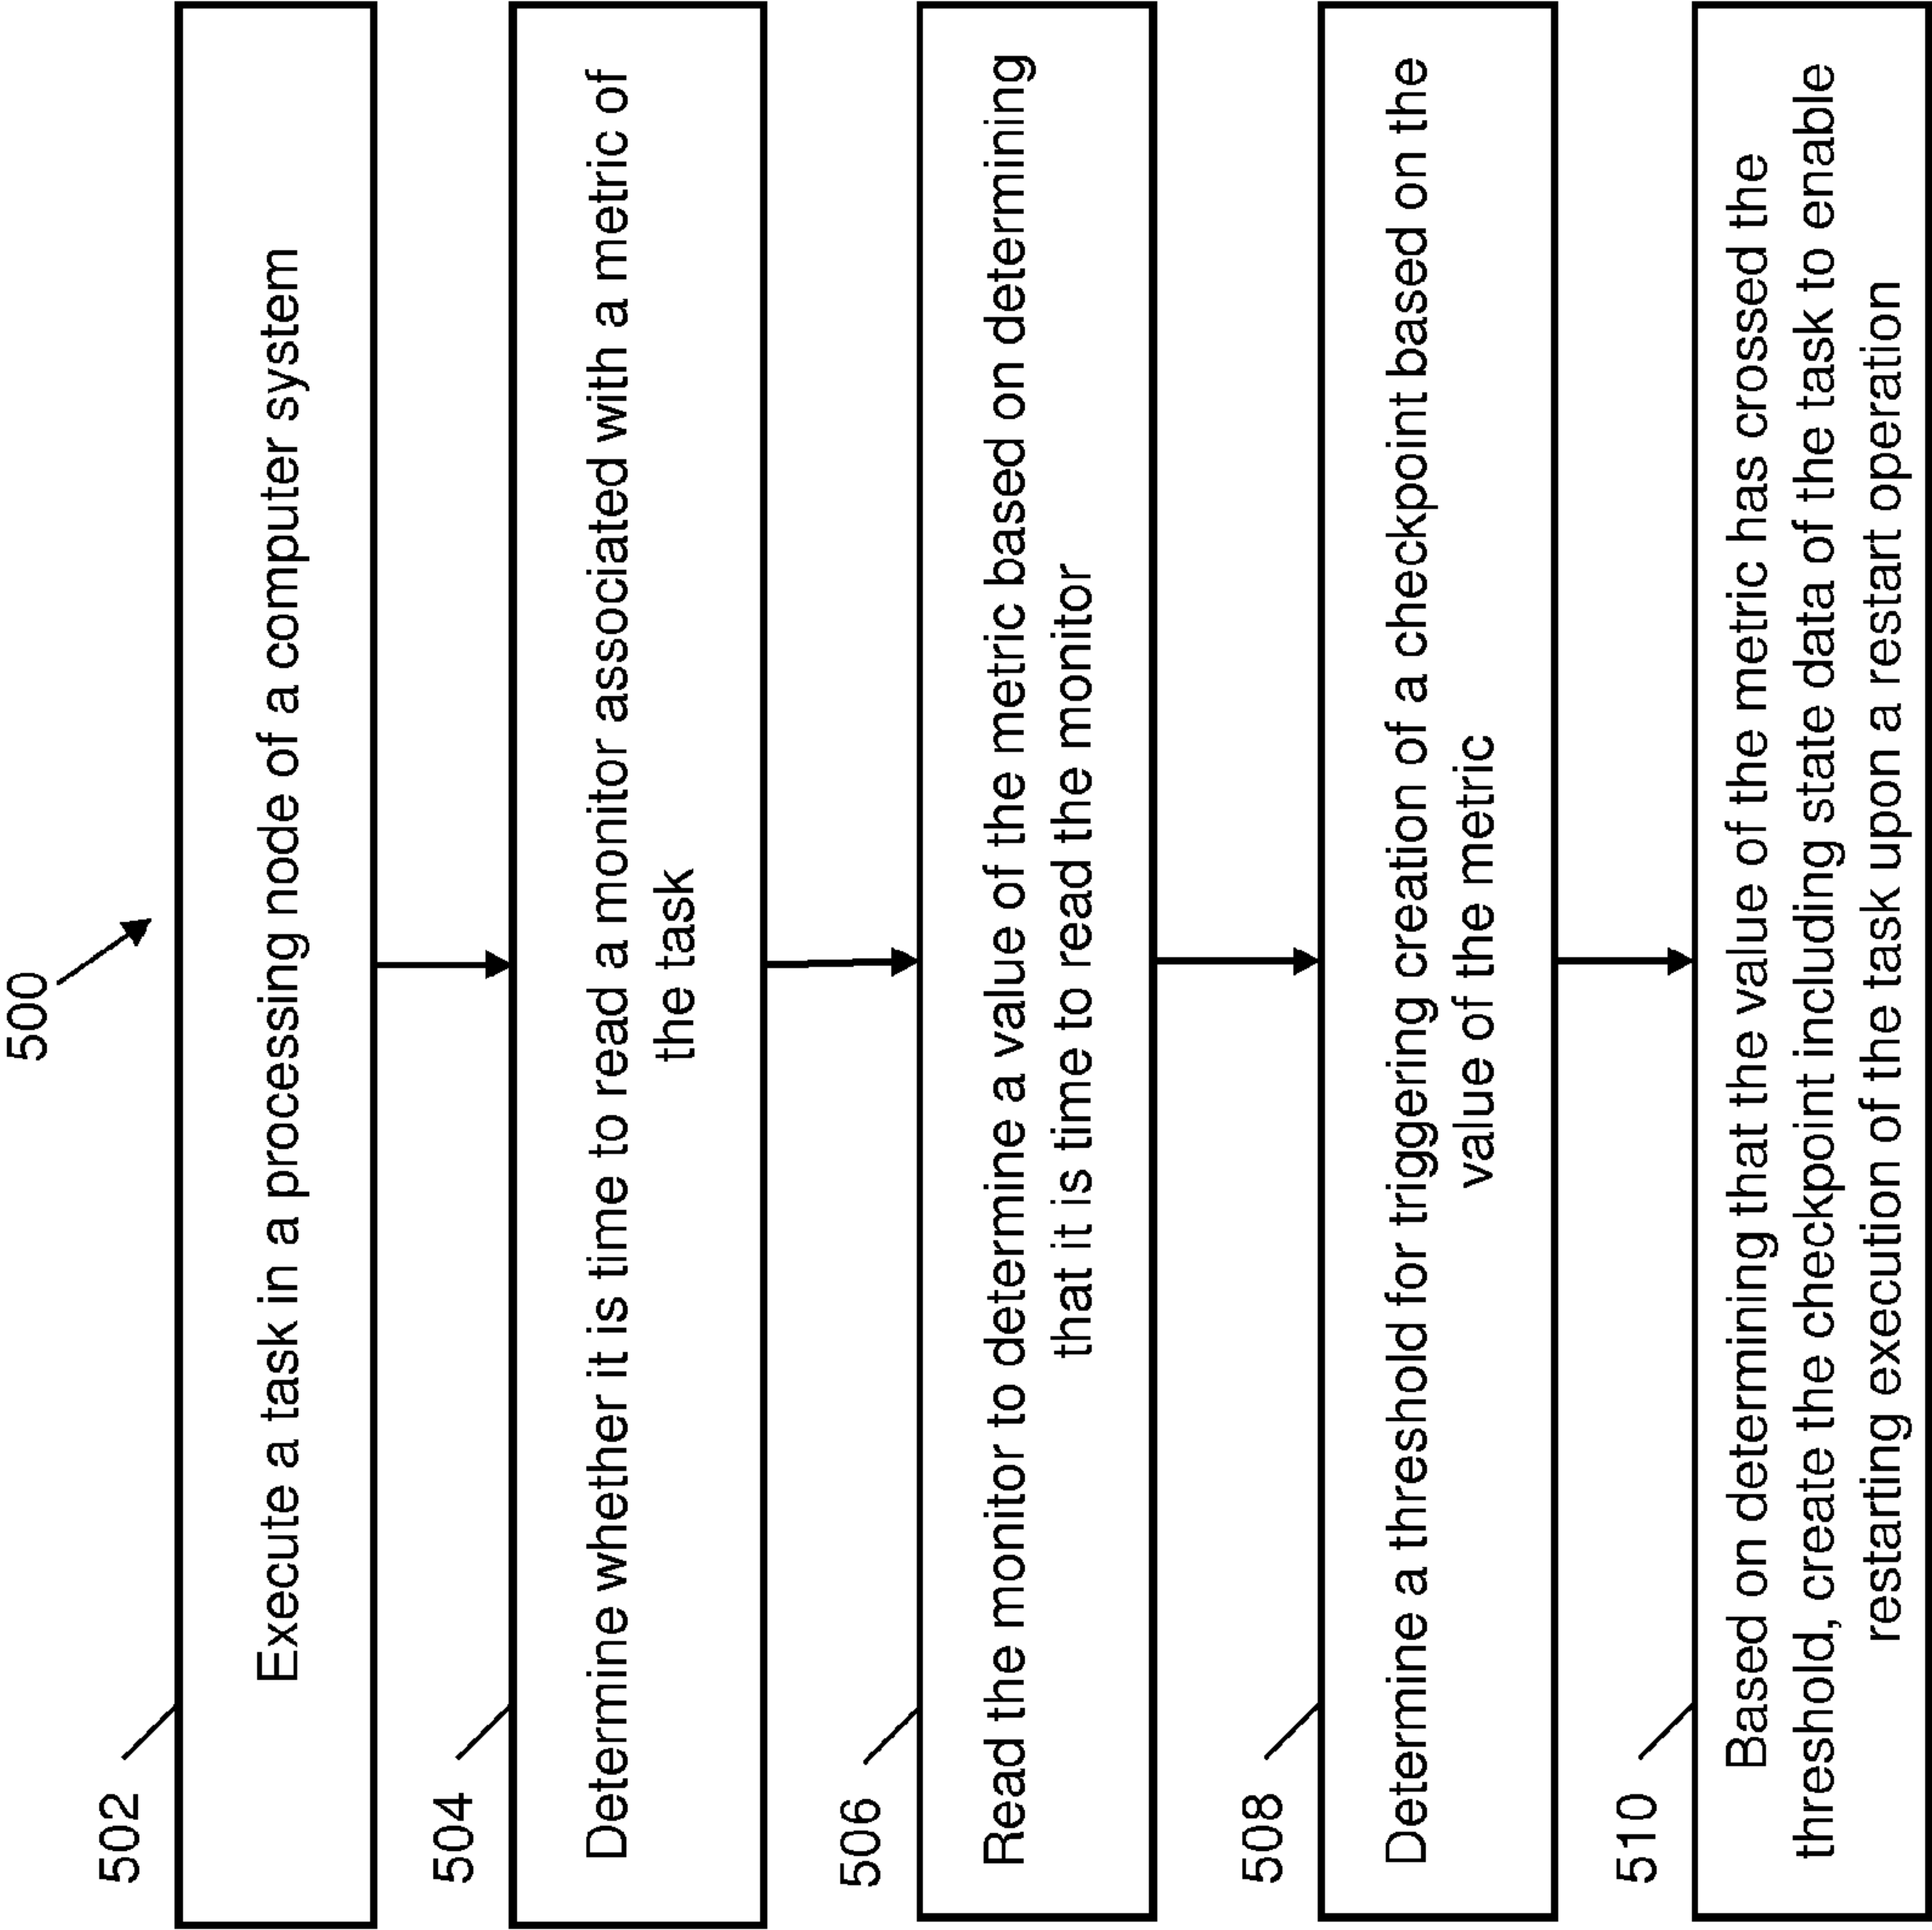 500
502
Execute a task in a processing node of a computer system
504
Determine whether it is time to read a monitor associated with a metric of
the task
506
Read the monitor to determine a value of the metric based on determining
that it is time to read the monitor
508
Determine a threshold for triggering creation of a checkpoint based on the
value of the metric
510
Based on determining that the value of the metric has crossed the
threshold, create the checkpoint including state data of the task to enable
restarting execution of the task upon a restart operation